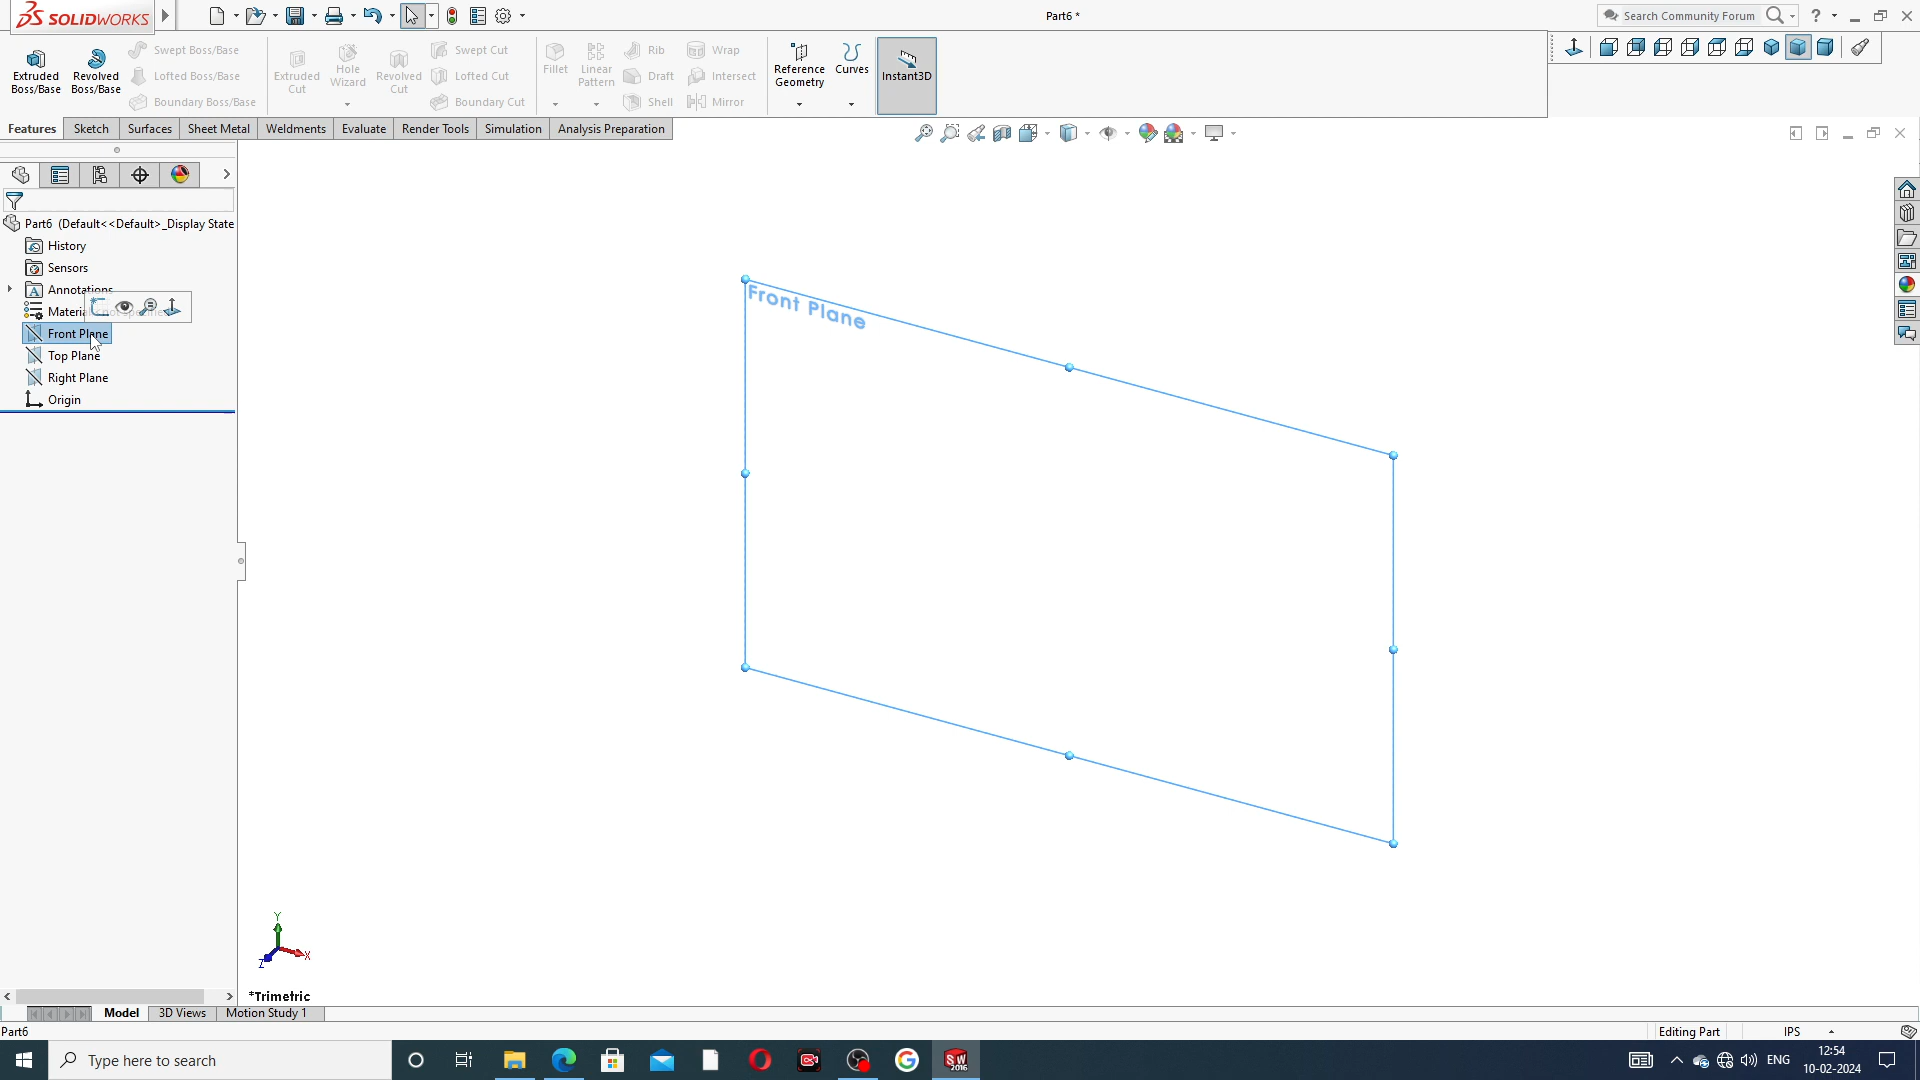 SOLIDWORKS
Part6 *
Search Community Forum
Extruded Boss/Base
Revolved Boss/Base
Swept Boss/Base
Lofted Boss/Base
Boundary Boss/Base
Extruded Cut
Hole Wizard
Revolved Cut
Swept Cut
Lofted Cut
Boundary Cut
Fillet
Linear Pattern
Rib
Draft
Shell
Wrap
Intersect
Mirror
Reference Geometry
Curves
Instant3D
Features
Sketch
Surfaces
Sheet Metal
Weldments
Evaluate
Render Tools
Simulation
Analysis Preparation
Part6 (Default<<Default>_Display State
History
Sensors
Annotations
Front Plane
Top Plane
Right Plane
Origin
Front Plane
Y
X
Z
*Trimetric
Model
3D Views
Motion Study 1
Part6
Editing Part
IPS
Type here to search
SW
2016
ENG
12:54
10-02-2024